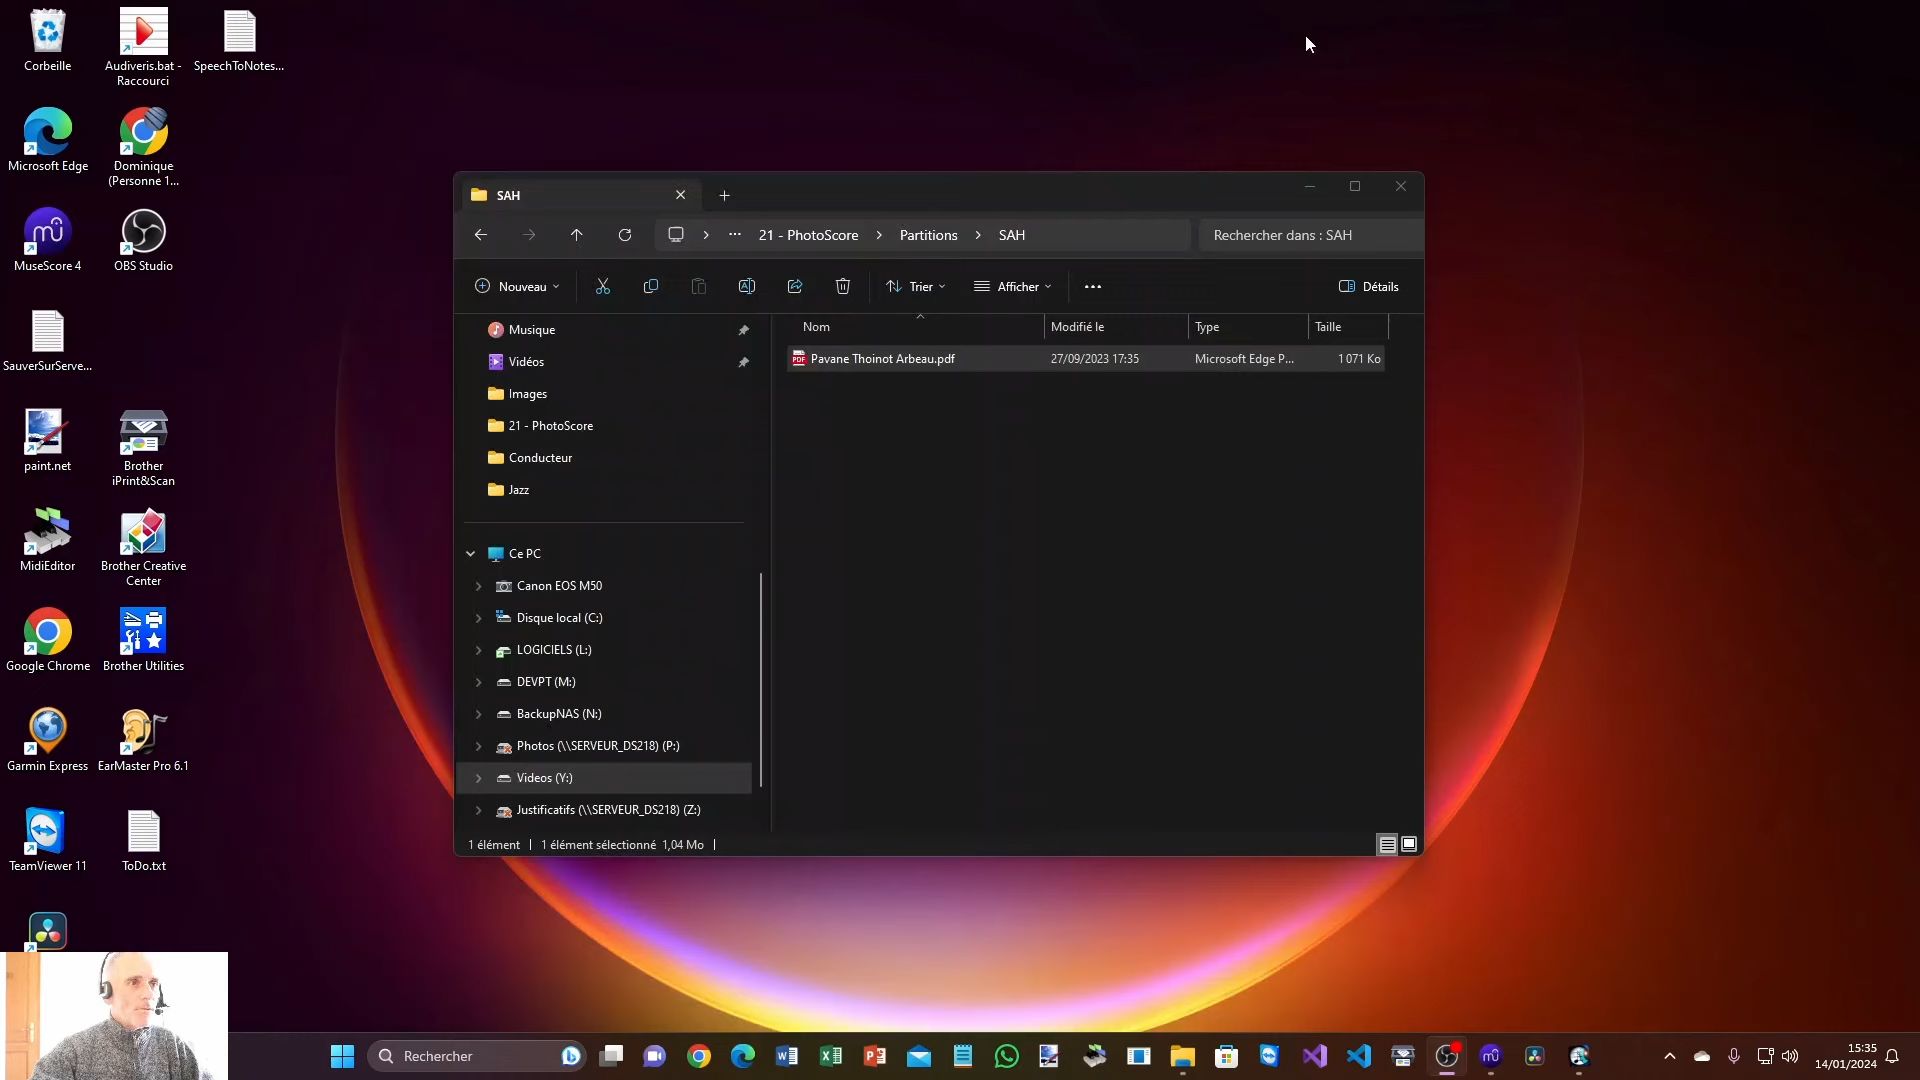 Corbeille
Audiveris.bat -
Raccourci
SpeechToNotes...
Microsoft Edge
Dominique
(Personne 1...
MuseScore 4
OBS Studio
SauverSurServe...
paint.net
Brother
iPrint&Scan
MidiEditor
Brother Creative
Center
Google Chrome
Brother Utilities
Garmin Express
EarMaster Pro 6.1
TeamViewer 11
ToDo.txt
SAH
21 - PhotoScore
Partitions
SAH
Rechercher dans : SAH
Nouveau
Trier
Afficher
Détails
Musique
Vidéos
Images
21 - PhotoScore
Conducteur
Jazz
Ce PC
Canon EOS M50
Disque local (C:)
LOGICIELS (L:)
DEVPT (M:)
BackupNAS (N:)
Photos (\\SERVEUR_DS218) (P:)
Videos (Y:)
Justificatifs (\\SERVEUR_DS218) (Z:)
Nom
Modifié le
Type
Taille
Pavane Thoinot Arbeau.pdf
27/09/2023 17:35
Microsoft Edge P...
1 071 Ko
1 élément
1 élément sélectionné 1,04 Mo
Rechercher
15:35
14/01/2024